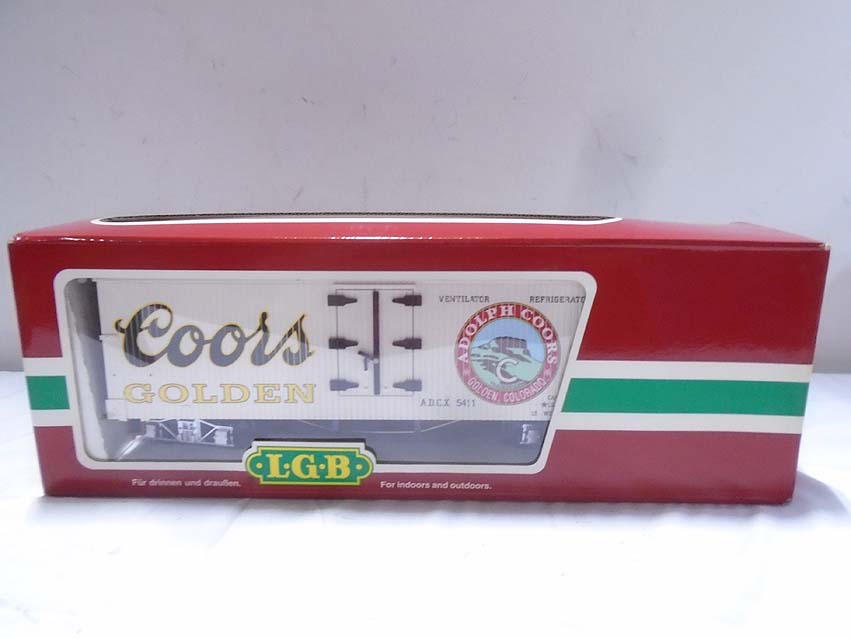 Coors
GOLDEN
VENTILATOR REFRIGERATO
ADOLPH COORS
C
GOLDEN, COLORADO
A.D.C.X 5411
L·G·B
Für drinnen und draußen.
For indoors and outdoors.